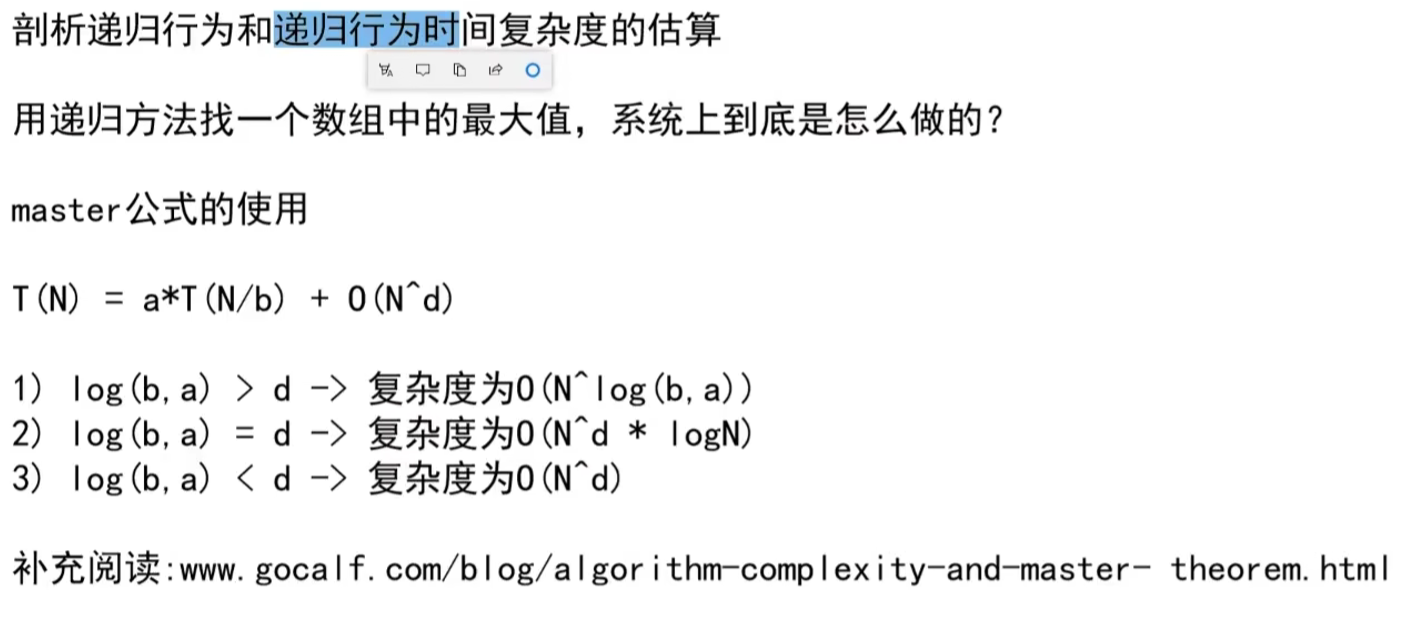 剖析递归行为和递归行为时间复杂度的估算
用递归方法找一个数组中的最大值，系统上到底是怎么做的？
master公式的使用
T(N) = a*T(N/b) + O(N^d)
1) log(b,a) > d -> 复杂度为O(N^log(b,a))
2) log(b,a) = d -> 复杂度为O(N^d * logN)
3) log(b,a) < d -> 复杂度为O(N^d)
补充阅读:www.gocalf.com/blog/algorithm-complexity-and-master- theorem.html